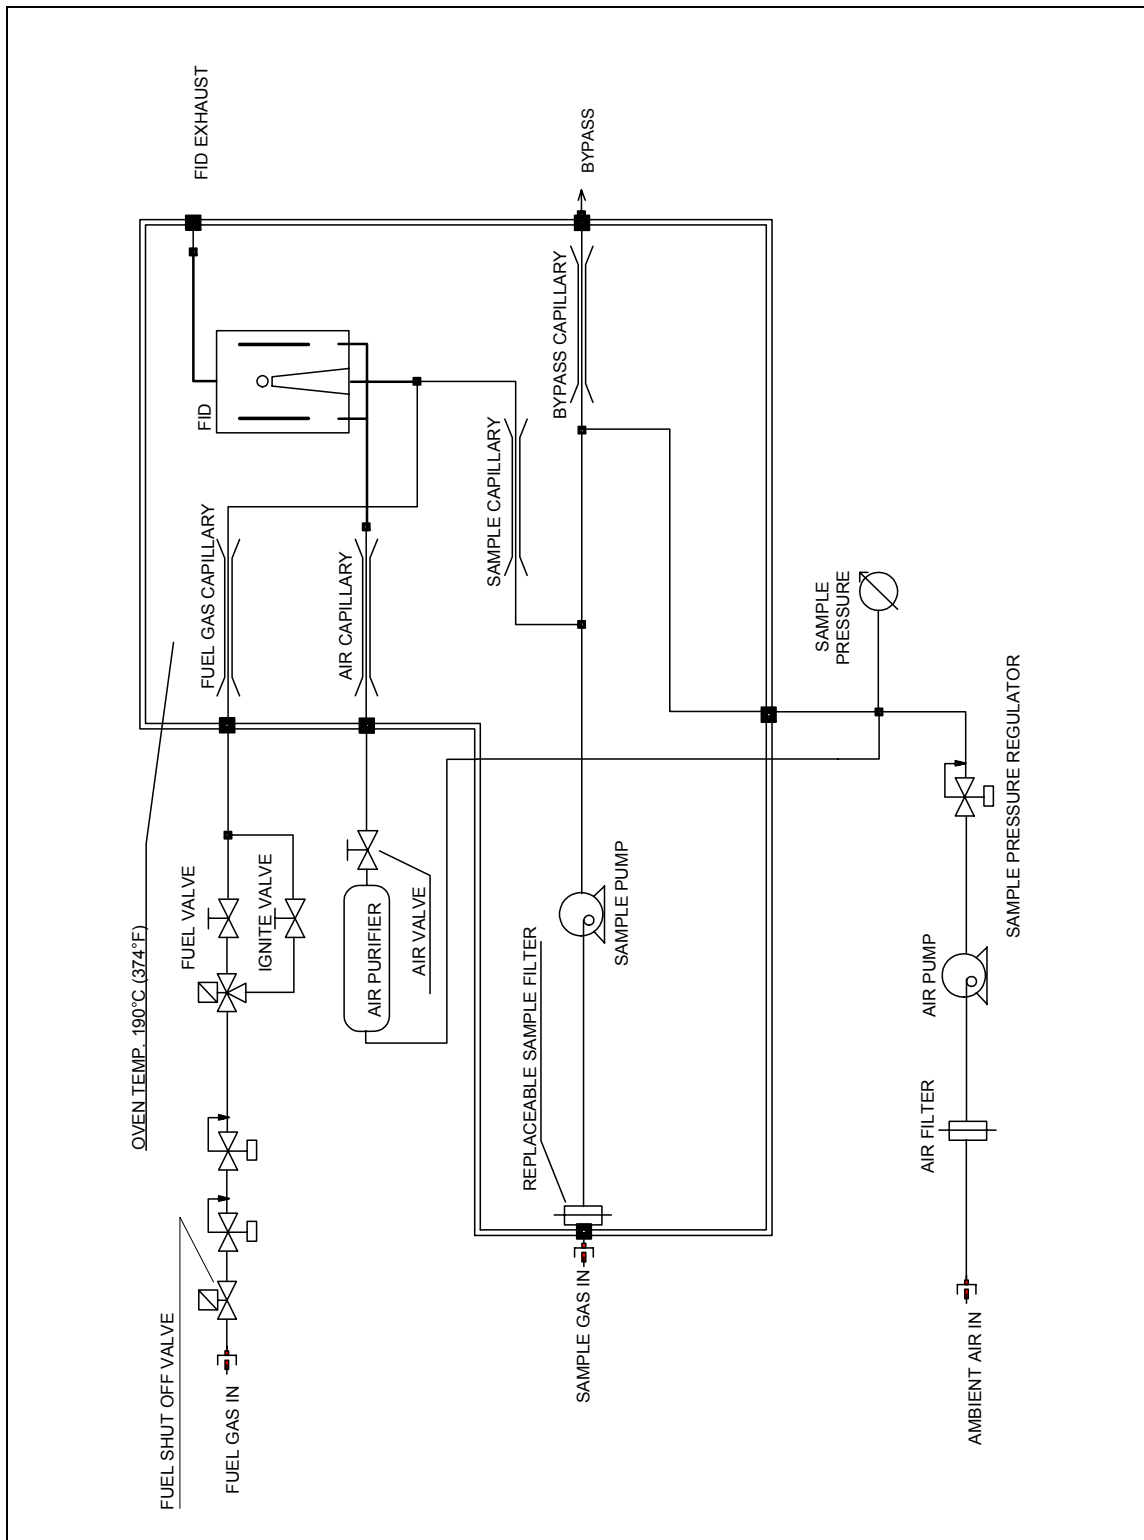 FID EXHAUST
BYPASS
FID
BYPASS CAPILLARY
SAMPLE CAPILLARY
FUEL GAS CAPILLARY
AIR CAPILLARY
SAMPLE
PRESSURE
SAMPLE PRESSURE REGULATOR
OVEN TEMP. 190°C (374°F)
FUEL VALVE
IGNITE VALVE
AIR PURIFIER
AIR VALVE
SAMPLE PUMP
REPLACEABLE SAMPLE FILTER
AIR PUMP
AIR FILTER
FUEL SHUT OFF VALVE
FUEL GAS IN
SAMPLE GAS IN
AMBIENT AIR IN